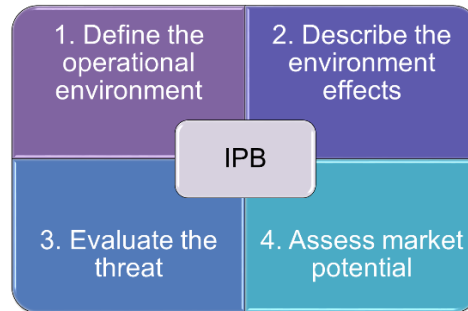 1. Define the
operational
environment
2. Describe the
environment
effects
IPB
3. Evaluate the
threat
4. Assess market
potential